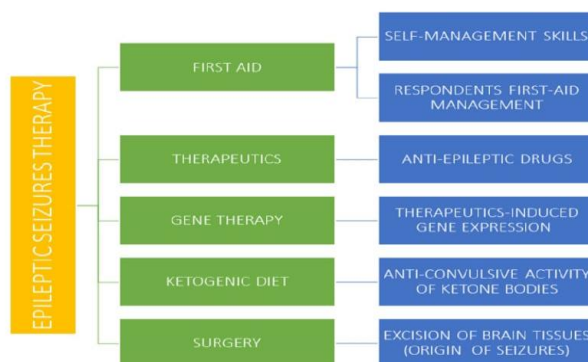 EPILEPTIC SEIZURES THERAPY
FIRST AID
SELF-MANAGEMENT SKILLS
RESPONDENTS FIRST-AID
MANAGEMENT
THERAPEUTICS
ANTI-EPILEPTIC DRUGS
GENE THERAPY
THERAPEUTICS-INDUCED
GENE EXPRESSION
KETOGENIC DIET
ANTI-CONVULSIVE ACTIVITY
OF KETONE BODIES
SURGERY
EXCISION OF BRAIN TISSUES
(ORIGIN OF SEIZURES)